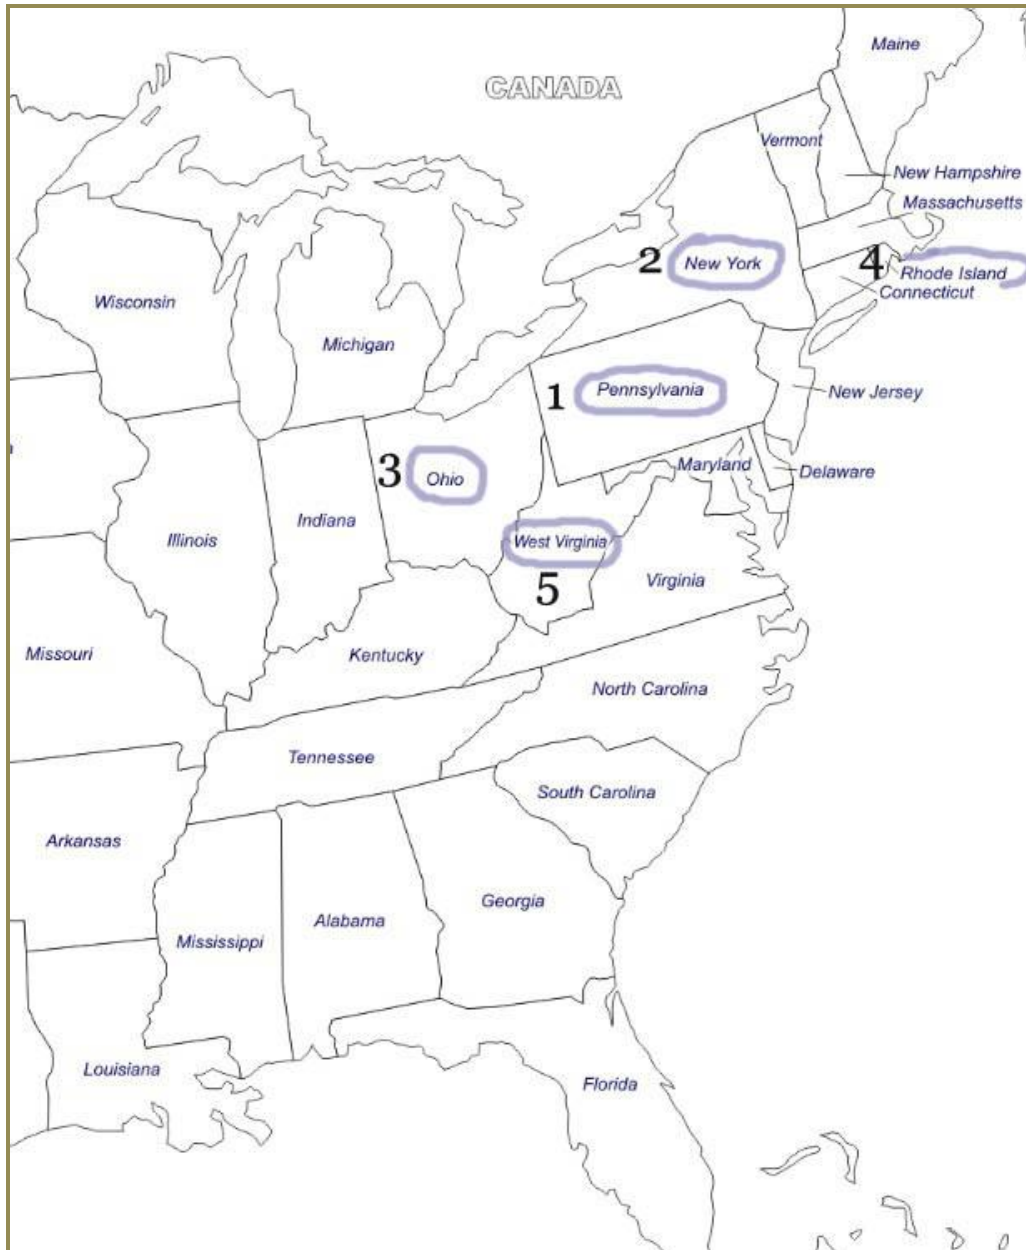 Maine
CANADA
Vermont
New Hampshire
Massachusetts
2 New York
4 Rhode Island
Connecticut
Wisconsin
Michigan
1 Pennsylvania
New Jersey
3 Ohio
Maryland
Delaware
Indiana
Illinois
West Virginia
5
Virginia
Missouri
Kentucky
North Carolina
Tennessee
South Carolina
Arkansas
Georgia
Alabama
Mississippi
Louisiana
Florida